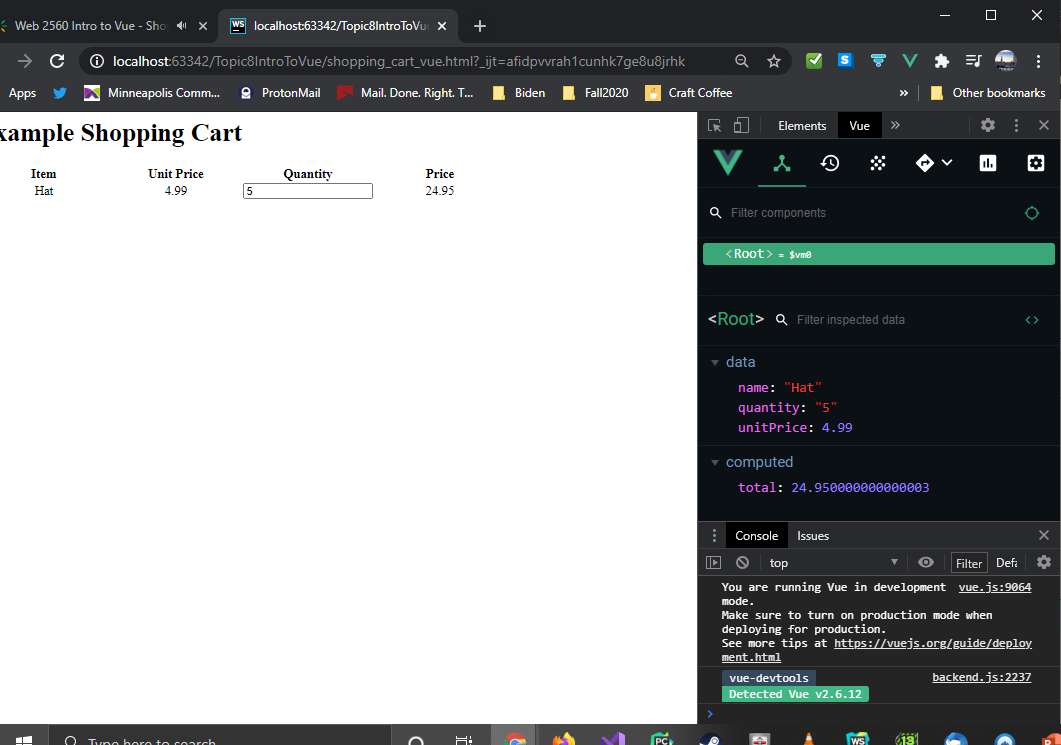 Web 2560 Intro to Vue - Sho
WS localhost:63342/Topic8IntroToVue
localhost:63342/Topic8IntroToVue/shopping_cart_vue.html?_ijt=afidpvvrah1cunhk7ge8u8jrhk
Apps Minneapolis Comm... ProtonMail Mail. Done. Right. T... Biden Fall2020 Craft Coffee » Other bookmarks
xample Shopping Cart
Item Unit Price Quantity Price
Hat 4.99 5 24.95
Elements Vue »
Filter components
<Root> = $vm0
<Root> Filter inspected data <>
data
name: "Hat"
quantity: "5"
unitPrice: 4.99
computed
total: 24.950000000000003
Console Issues
top Filter Defa
You are running Vue in development vue.js:9064
mode.
Make sure to turn on production mode when
deploying for production.
See more tips at https://vuejs.org/guide/deploy
ment.html
vue-devtools backend.js:2237
Detected Vue v2.6.12
>
Type here to search PC WS